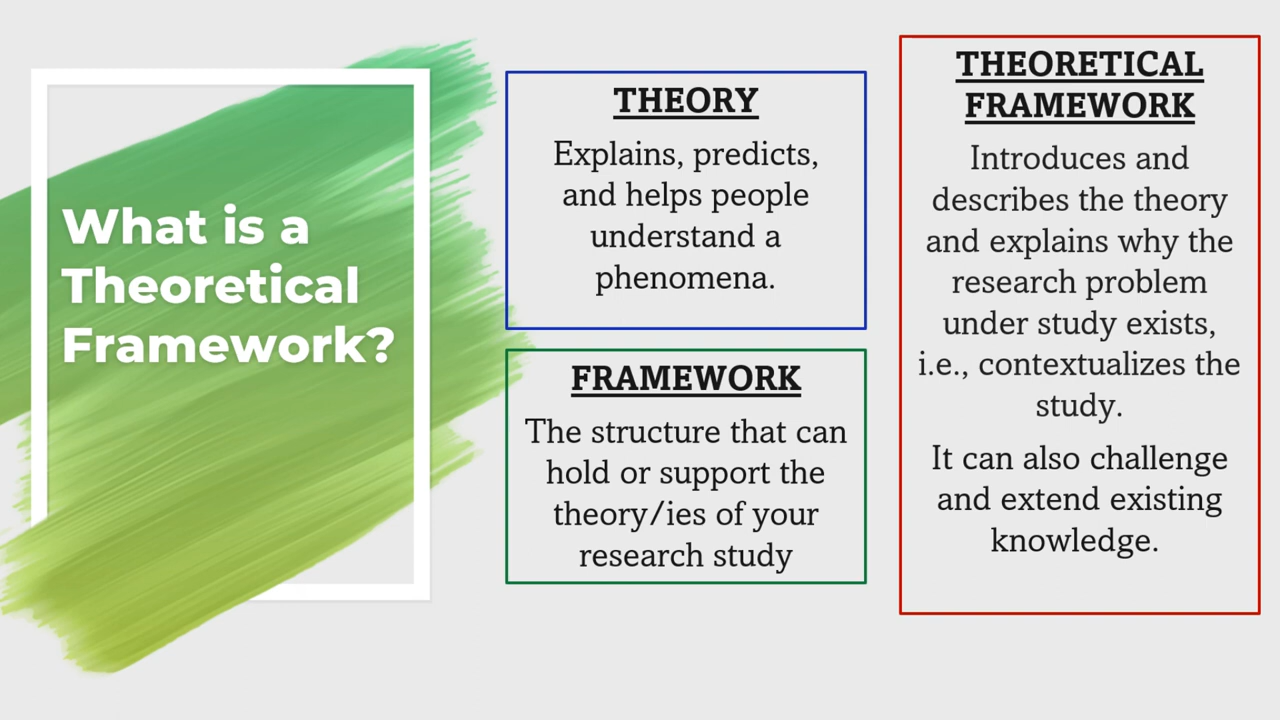 What is a
Theoretical
Framework?
THEORY
Explains, predicts,
and helps people
understand a
phenomena.
FRAMEWORK
The structure that can
hold or support the
theory/ies of your
research study
THEORETICAL
FRAMEWORK
Introduces and
describes the theory
and explains why the
research problem
under study exists,
i.e., contextualizes the
study.
It can also challenge
and extend existing
knowledge.